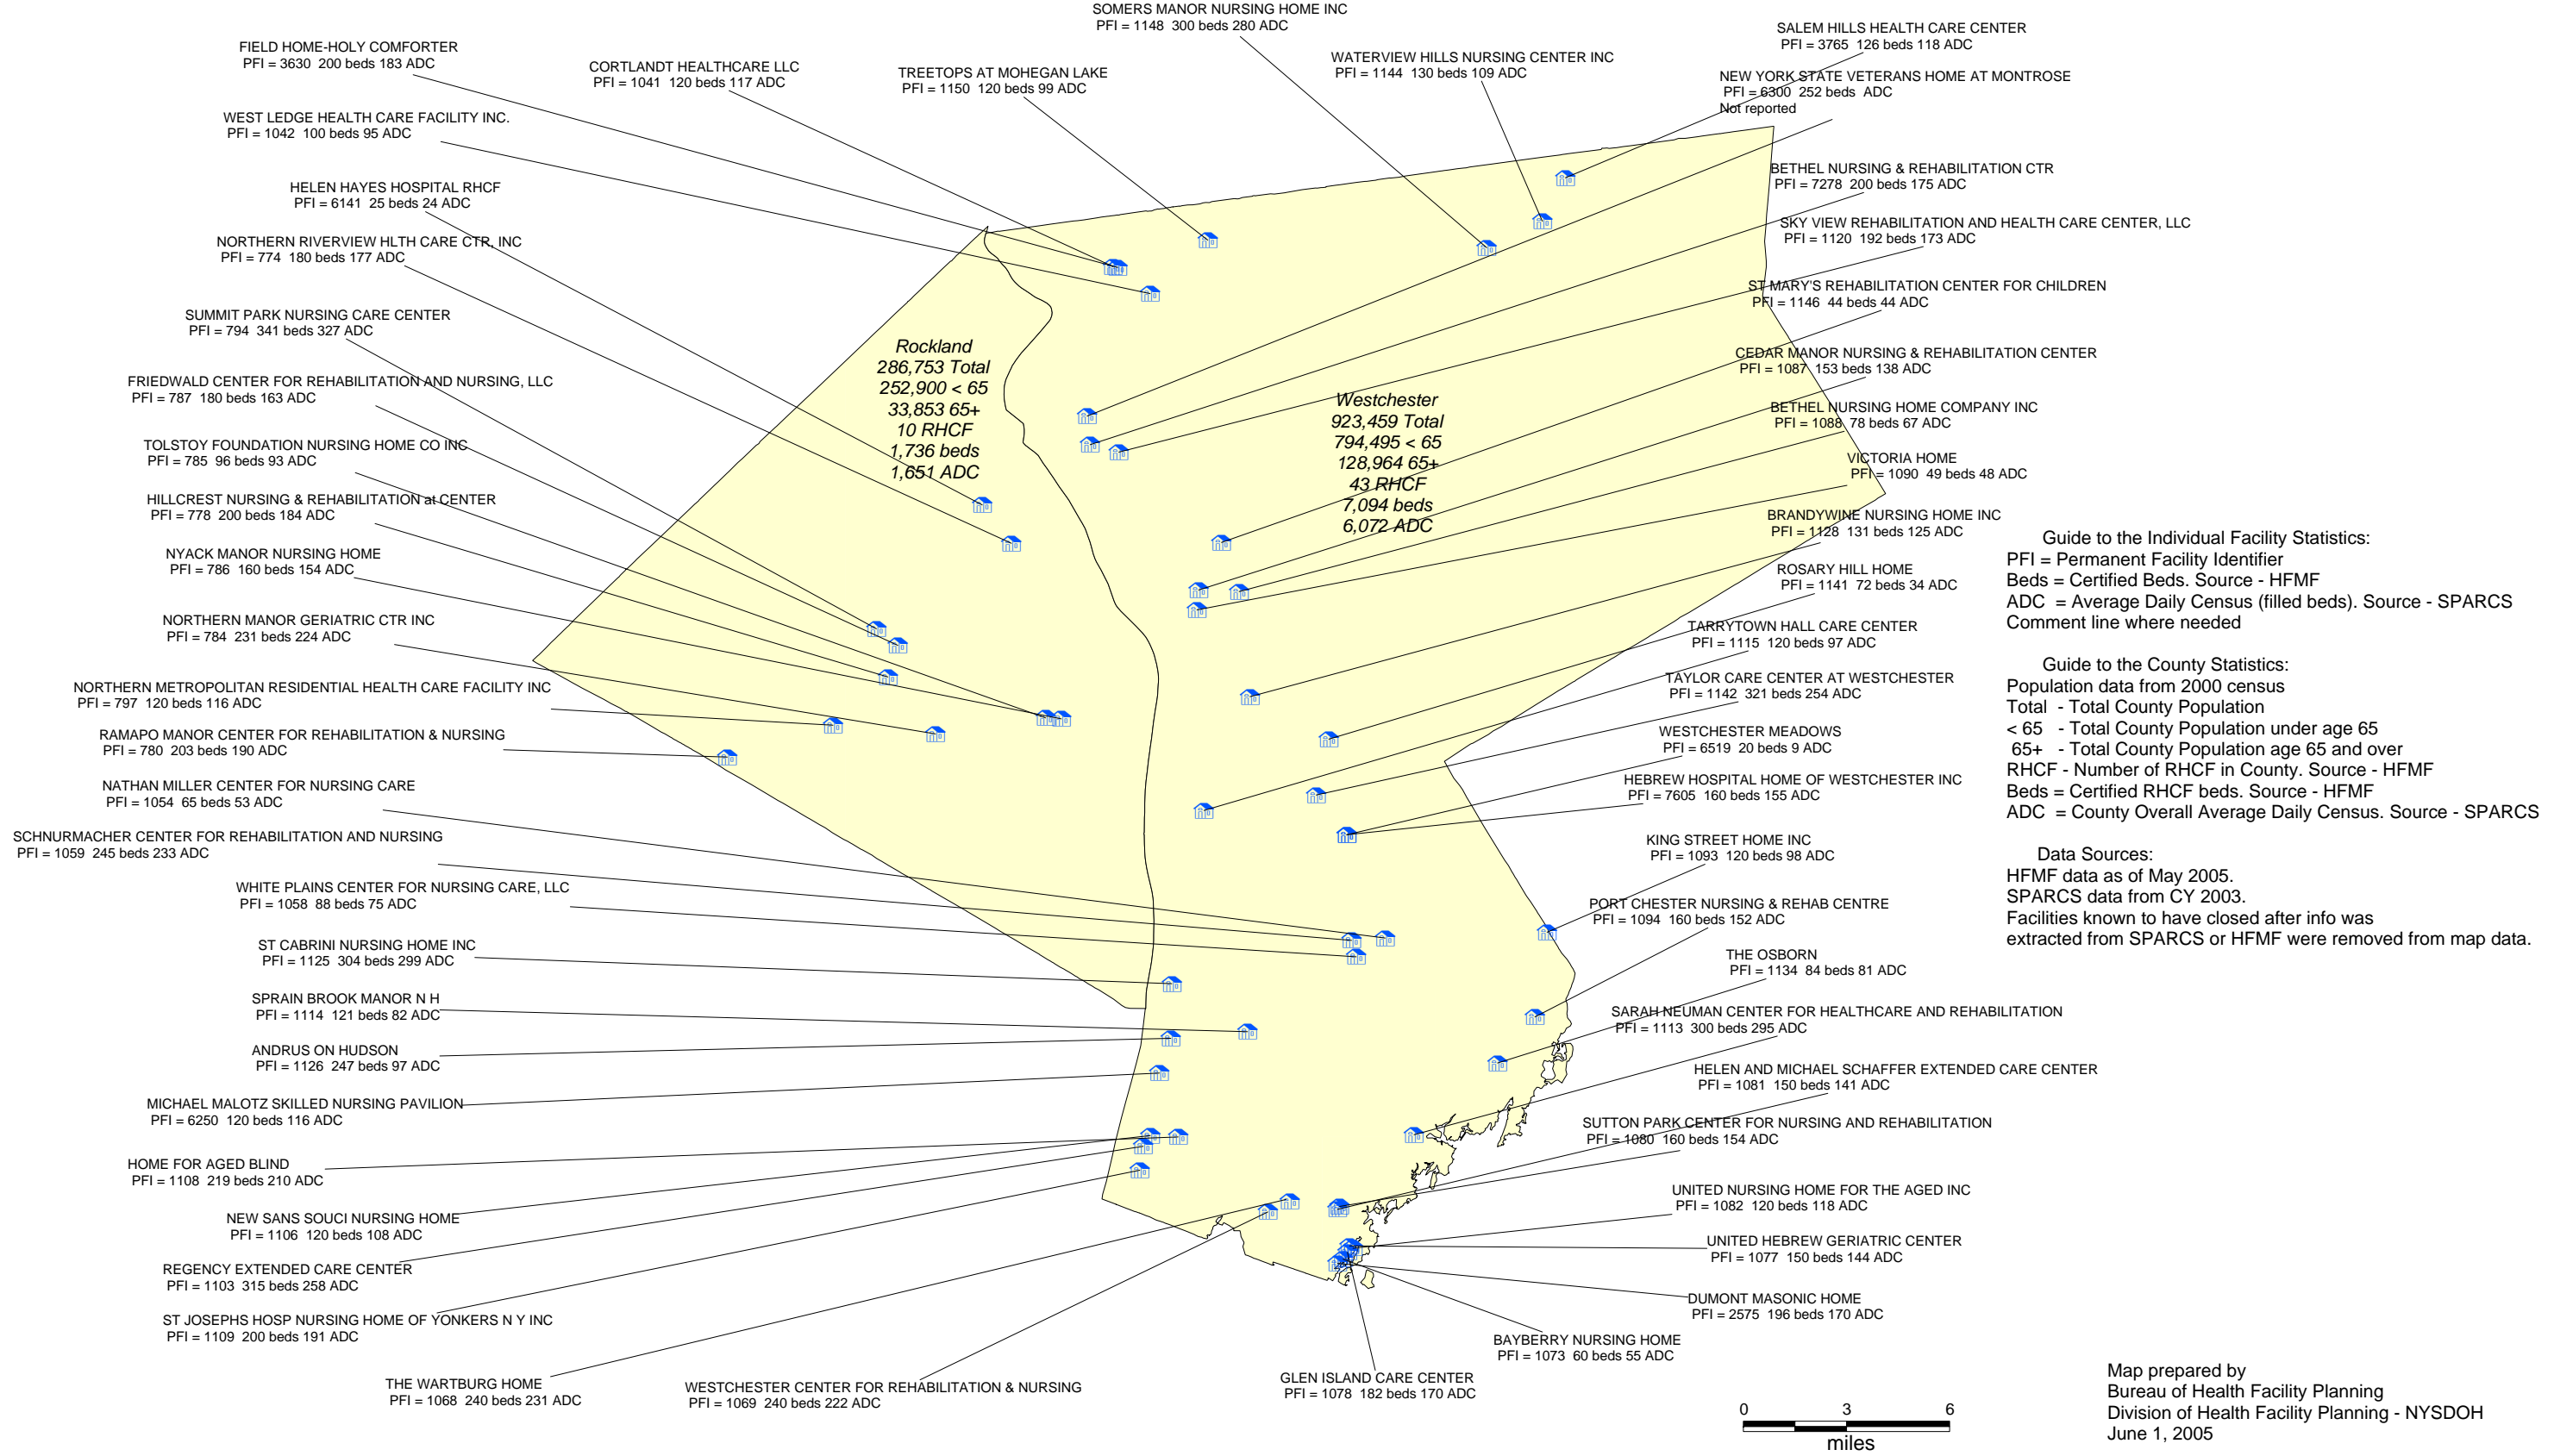 SOMERS MANOR NURSING HOME INC
PFI = 1148 300 beds 280 ADC
SALEM HILLS HEALTH CARE CENTER
PFI = 3765 126 beds 118 ADC
FIELD HOME-HOLY COMFORTER
PFI = 3630 200 beds 183 ADC
CORTLANDT HEALTHCARE LLC
PFI = 1041 120 beds 117 ADC
TREETOPS AT MOHEGAN LAKE
PFI = 1150 120 beds 99 ADC
WATERVIEW HILLS NURSING CENTER INC
PFI = 1144 130 beds 109 ADC
NEW YORK STATE VETERANS HOME AT MONTROSE
PFI = 6300 252 beds ADC
Not reported
WEST LEDGE HEALTH CARE FACILITY INC.
PFI = 1042 100 beds 95 ADC
HELEN HAYES HOSPITAL RHCF
PFI = 6141 25 beds 24 ADC
NORTHERN RIVERVIEW HLTH CARE CTR, INC
PFI = 774 180 beds 177 ADC
SUMMIT PARK NURSING CARE CENTER
PFI = 794 341 beds 327 ADC
FRIEDWALD CENTER FOR REHABILITATION AND NURSING, LLC
PFI = 787 180 beds 163 ADC
TOLSTOY FOUNDATION NURSING HOME CO INC
PFI = 785 96 beds 93 ADC
HILLCREST NURSING & REHABILITATION at CENTER
PFI = 778 200 beds 184 ADC
NYACK MANOR NURSING HOME
PFI = 786 160 beds 154 ADC
NORTHERN MANOR GERIATRIC CTR INC
PFI = 784 231 beds 224 ADC
NORTHERN METROPOLITAN RESIDENTIAL HEALTH CARE FACILITY INC
PFI = 797 120 beds 116 ADC
RAMAPO MANOR CENTER FOR REHABILITATION & NURSING
PFI = 780 203 beds 190 ADC
NATHAN MILLER CENTER FOR NURSING CARE
PFI = 1054 65 beds 53 ADC
SCHNURMACHER CENTER FOR REHABILITATION AND NURSING
PFI = 1059 245 beds 233 ADC
WHITE PLAINS CENTER FOR NURSING CARE, LLC
PFI = 1058 88 beds 75 ADC
ST CABRINI NURSING HOME INC
PFI = 1125 304 beds 299 ADC
SPRAIN BROOK MANOR N H
PFI = 1114 121 beds 82 ADC
ANDRUS ON HUDSON
PFI = 1126 247 beds 97 ADC
MICHAEL MALOTZ SKILLED NURSING PAVILION
PFI = 6250 120 beds 116 ADC
HOME FOR AGED BLIND
PFI = 1108 219 beds 210 ADC
NEW SANS SOUCI NURSING HOME
PFI = 1106 120 beds 108 ADC
REGENCY EXTENDED CARE CENTER
PFI = 1103 315 beds 258 ADC
ST JOSEPHS HOSP NURSING HOME OF YONKERS N Y INC
PFI = 1109 200 beds 191 ADC
THE WARTBURG HOME
PFI = 1068 240 beds 231 ADC
WESTCHESTER CENTER FOR REHABILITATION & NURSING
PFI = 1069 240 beds 222 ADC
Rockland
286,753 Total
252,900 < 65
33,853 65+
10 RHCF
1,736 beds
1,651 ADC
Westchester
923,459 Total
794,495 < 65
128,964 65+
43 RHCF
7,094 beds
6,072 ADC
BETHEL NURSING & REHABILITATION CTR
PFI = 7278 200 beds 175 ADC
SKY VIEW REHABILITATION AND HEALTH CARE CENTER, LLC
PFI = 1120 192 beds 173 ADC
ST MARY'S REHABILITATION CENTER FOR CHILDREN
PFI = 1146 44 beds 44 ADC
CEDAR MANOR NURSING & REHABILITATION CENTER
PFI = 1087 153 beds 138 ADC
BETHEL NURSING HOME COMPANY INC
PFI = 1088 78 beds 67 ADC
VICTORIA HOME
PFI = 1090 49 beds 48 ADC
BRANDYWINE NURSING HOME INC
PFI = 1128 131 beds 125 ADC
ROSARY HILL HOME
PFI = 1141 72 beds 34 ADC
TARRYTOWN HALL CARE CENTER
PFI = 1115 120 beds 97 ADC
TAYLOR CARE CENTER AT WESTCHESTER
PFI = 1142 321 beds 254 ADC
WESTCHESTER MEADOWS
PFI = 6519 20 beds 9 ADC
HEBREW HOSPITAL HOME OF WESTCHESTER INC
PFI = 7605 160 beds 155 ADC
KING STREET HOME INC
PFI = 1093 120 beds 98 ADC
PORT CHESTER NURSING & REHAB CENTRE
PFI = 1094 160 beds 152 ADC
THE OSBORN
PFI = 1134 84 beds 81 ADC
SARAH NEUMAN CENTER FOR HEALTHCARE AND REHABILITATION
PFI = 1113 300 beds 295 ADC
HELEN AND MICHAEL SCHAFFER EXTENDED CARE CENTER
PFI = 1081 150 beds 141 ADC
SUTTON PARK CENTER FOR NURSING AND REHABILITATION
PFI = 1080 160 beds 154 ADC
UNITED NURSING HOME FOR THE AGED INC
PFI = 1082 120 beds 118 ADC
UNITED HEBREW GERIATRIC CENTER
PFI = 1077 150 beds 144 ADC
DUMONT MASONIC HOME
PFI = 2575 196 beds 170 ADC
BAYBERRY NURSING HOME
PFI = 1073 60 beds 55 ADC
GLEN ISLAND CARE CENTER
PFI = 1078 182 beds 170 ADC
Guide to the Individual Facility Statistics:
PFI = Permanent Facility Identifier
Beds = Certified Beds. Source - HFMF
ADC = Average Daily Census (filled beds). Source - SPARCS
Comment line where needed
Guide to the County Statistics:
Population data from 2000 census
Total - Total County Population
< 65 - Total County Population under age 65
65+ - Total County Population age 65 and over
RHCF - Number of RHCF in County. Source - HFMF
Beds = Certified RHCF beds. Source - HFMF
ADC = County Overall Average Daily Census. Source - SPARCS
Data Sources:
HFMF data as of May 2005.
SPARCS data from CY 2003.
Facilities known to have closed after info was
extracted from SPARCS or HFMF were removed from map data.
0 3 6
miles
Map prepared by
Bureau of Health Facility Planning
Division of Health Facility Planning - NYSDOH
June 1, 2005